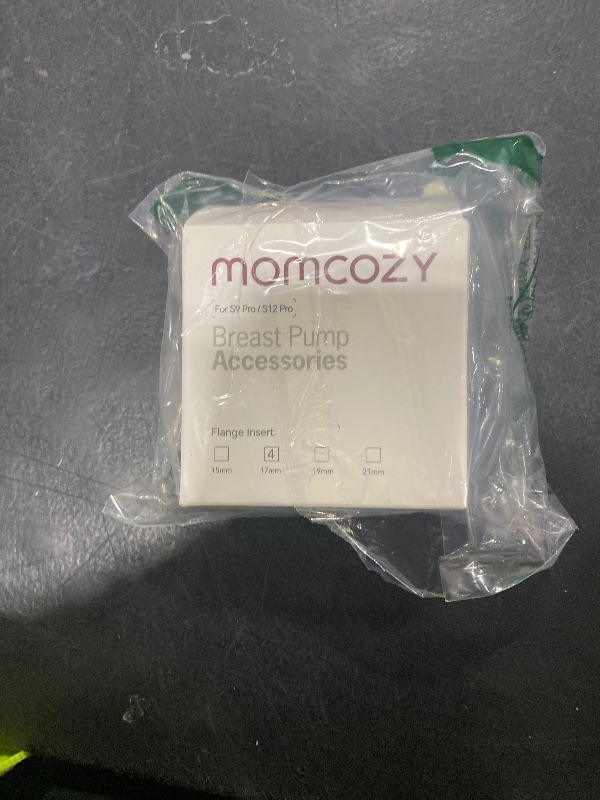 momcozy
For S9 Pro / S12 Pro
Breast Pump
Accessories
Flange Insert
4
15mm 17mm 19mm 21mm